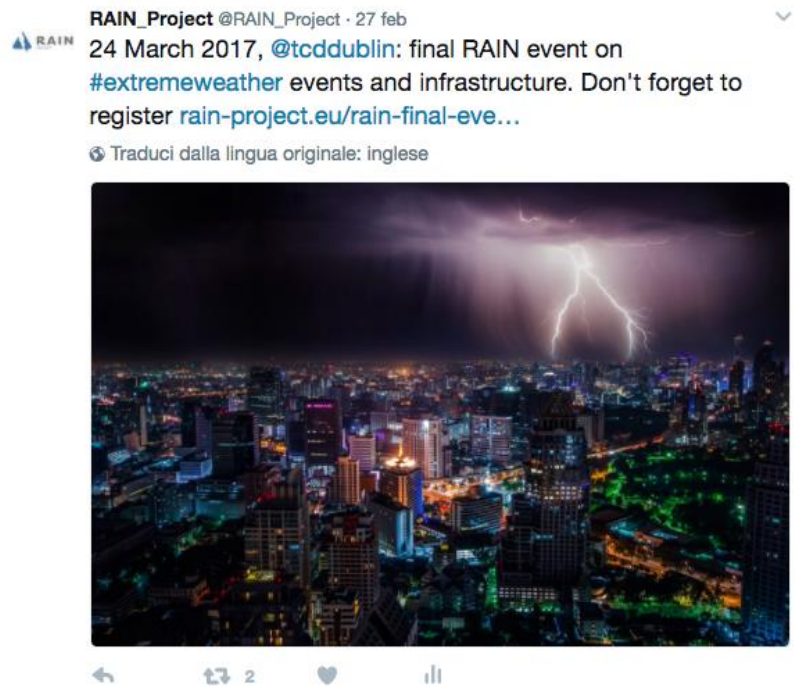 RAIN_Project @RAIN_Project · 27 feb
RAIN
24 March 2017, @tcddublin: final RAIN event on
#extremeweather events and infrastructure. Don't forget to
register rain-project.eu/rain-final-eve…
Traduci dalla lingua originale: inglese
2